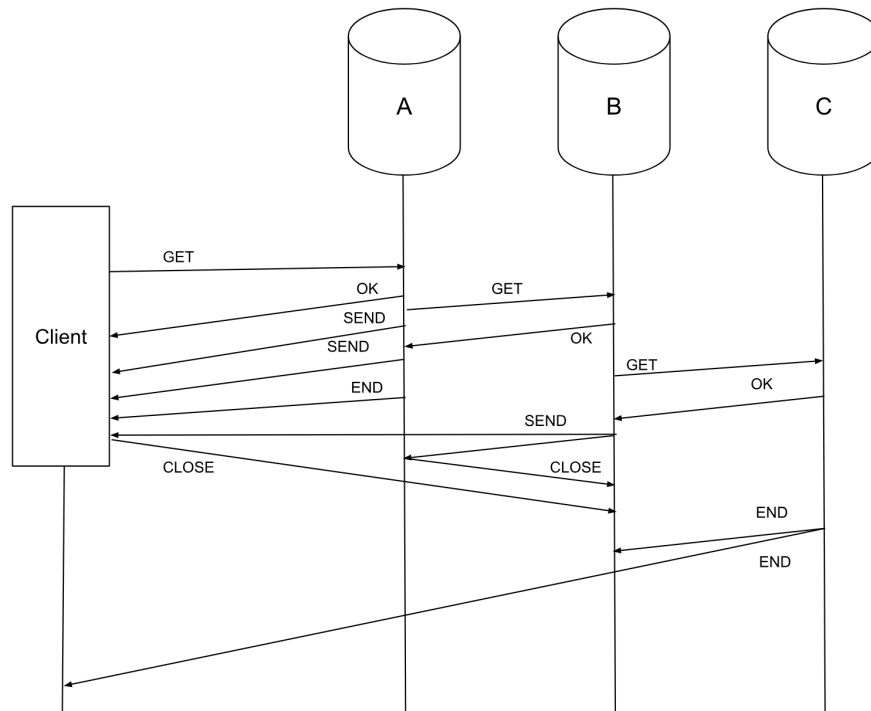 A
B
C
GET
OK
GET
SEND
Client
SEND
OK
GET
END
OK
SEND
CLOSE
CLOSE
END
END